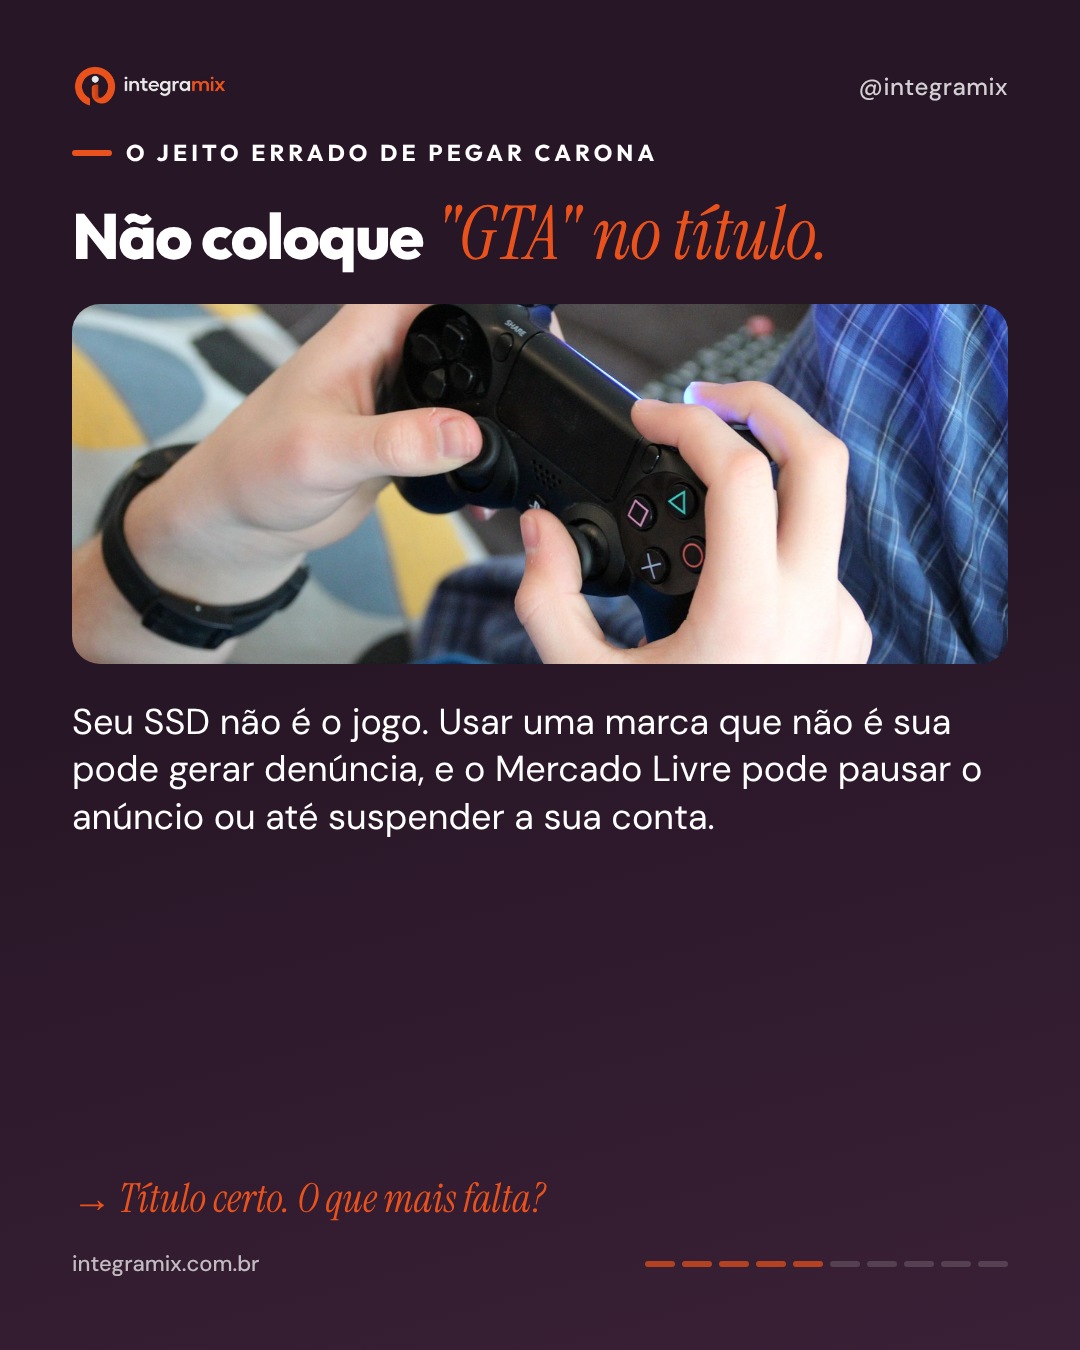 integramix
@integramix
O JEITO ERRADO DE PEGAR CARONA
Não coloque "GTA" no título.
SHARE
Seu SSD não é o jogo. Usar uma marca que não é sua
pode gerar denúncia, e o Mercado Livre pode pausar o
anúncio ou até suspender a sua conta.
→ Título certo. O que mais falta?
integramix.com.br